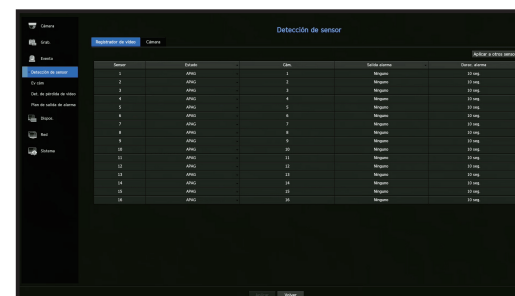 Detección de sensor
Cámara
Grab.
Evento
Detección de sensor
Ev cám
Det. de pérdida de vídeo
Plan de salida de alarma
Dispos.
Red
Sistema
Registrador de vídeo Cámara
Aplicar a otros sensor
Sensor Estado Cám. Salida alarma Durac. alarma
1 APAG 1 Ninguno 10 seg.
2 APAG 2 Ninguno 10 seg.
3 APAG 3 Ninguno 10 seg.
4 APAG 4 Ninguno 10 seg.
5 APAG 5 Ninguno 10 seg.
6 APAG 6 Ninguno 10 seg.
7 APAG 7 Ninguno 10 seg.
8 APAG 8 Ninguno 10 seg.
9 APAG 9 Ninguno 10 seg.
10 APAG 10 Ninguno 10 seg.
11 APAG 11 Ninguno 10 seg.
12 APAG 12 Ninguno 10 seg.
13 APAG 13 Ninguno 10 seg.
14 APAG 14 Ninguno 10 seg.
15 APAG 15 Ninguno 10 seg.
16 APAG 16 Ninguno 10 seg.
Volver